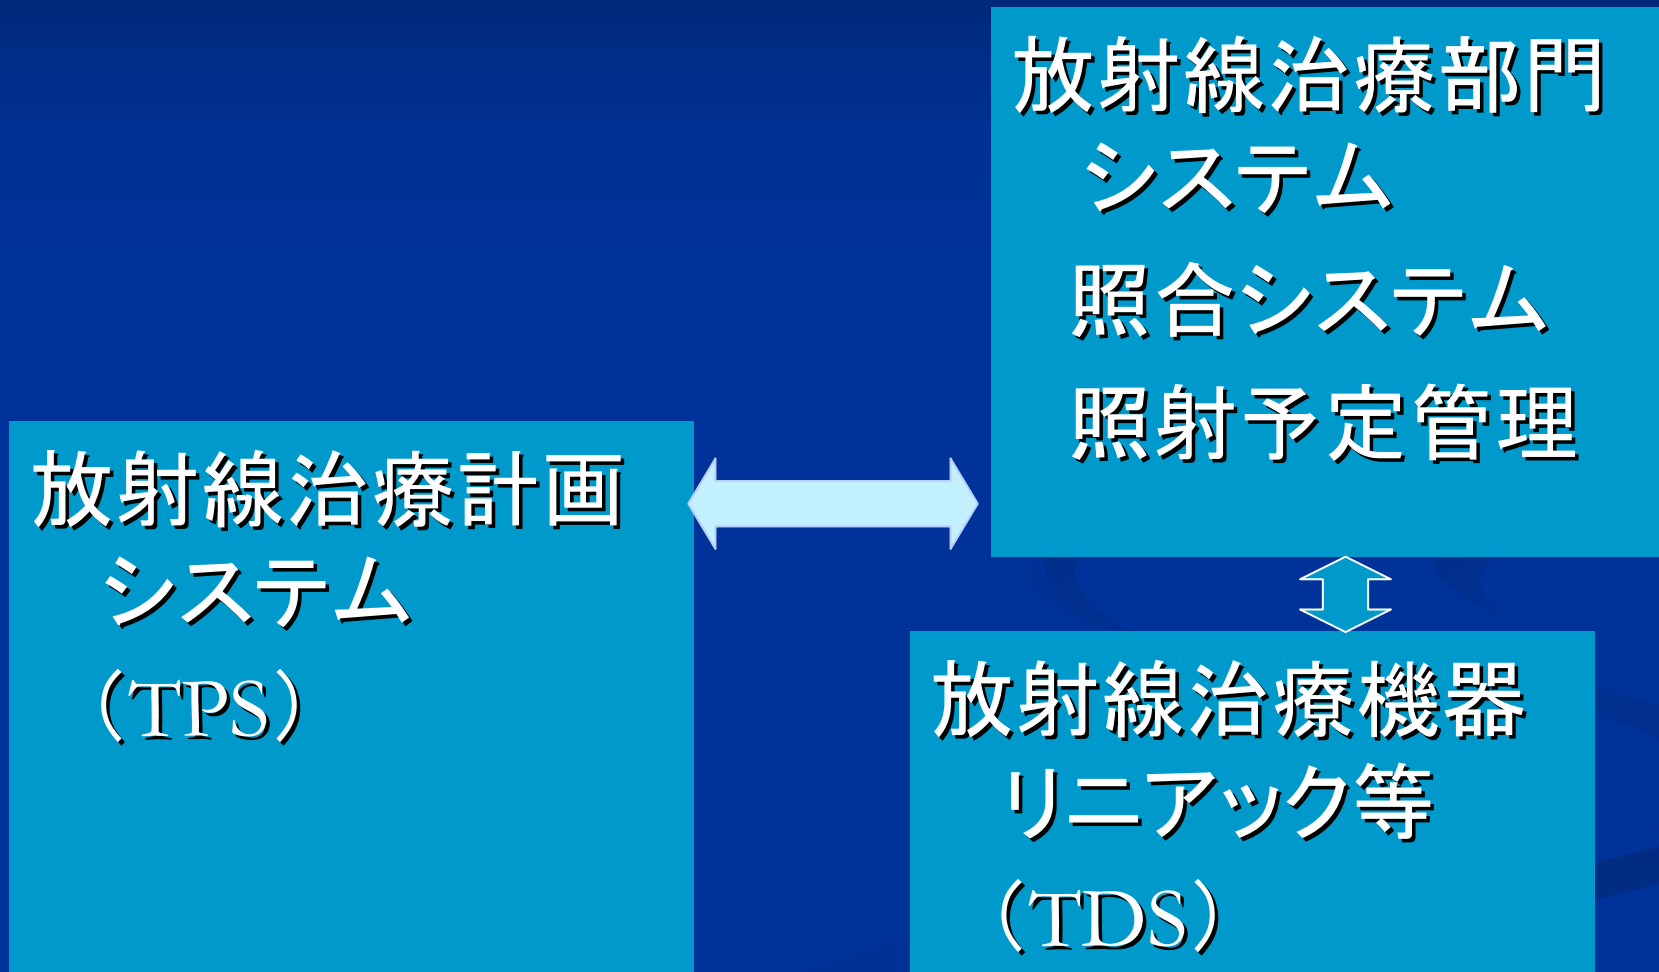 放射線治療部門
システム
照合システム
照射予定管理
放射線治療計画
システム
（TPS）
放射線治療機器
リニアック等
（TDS）